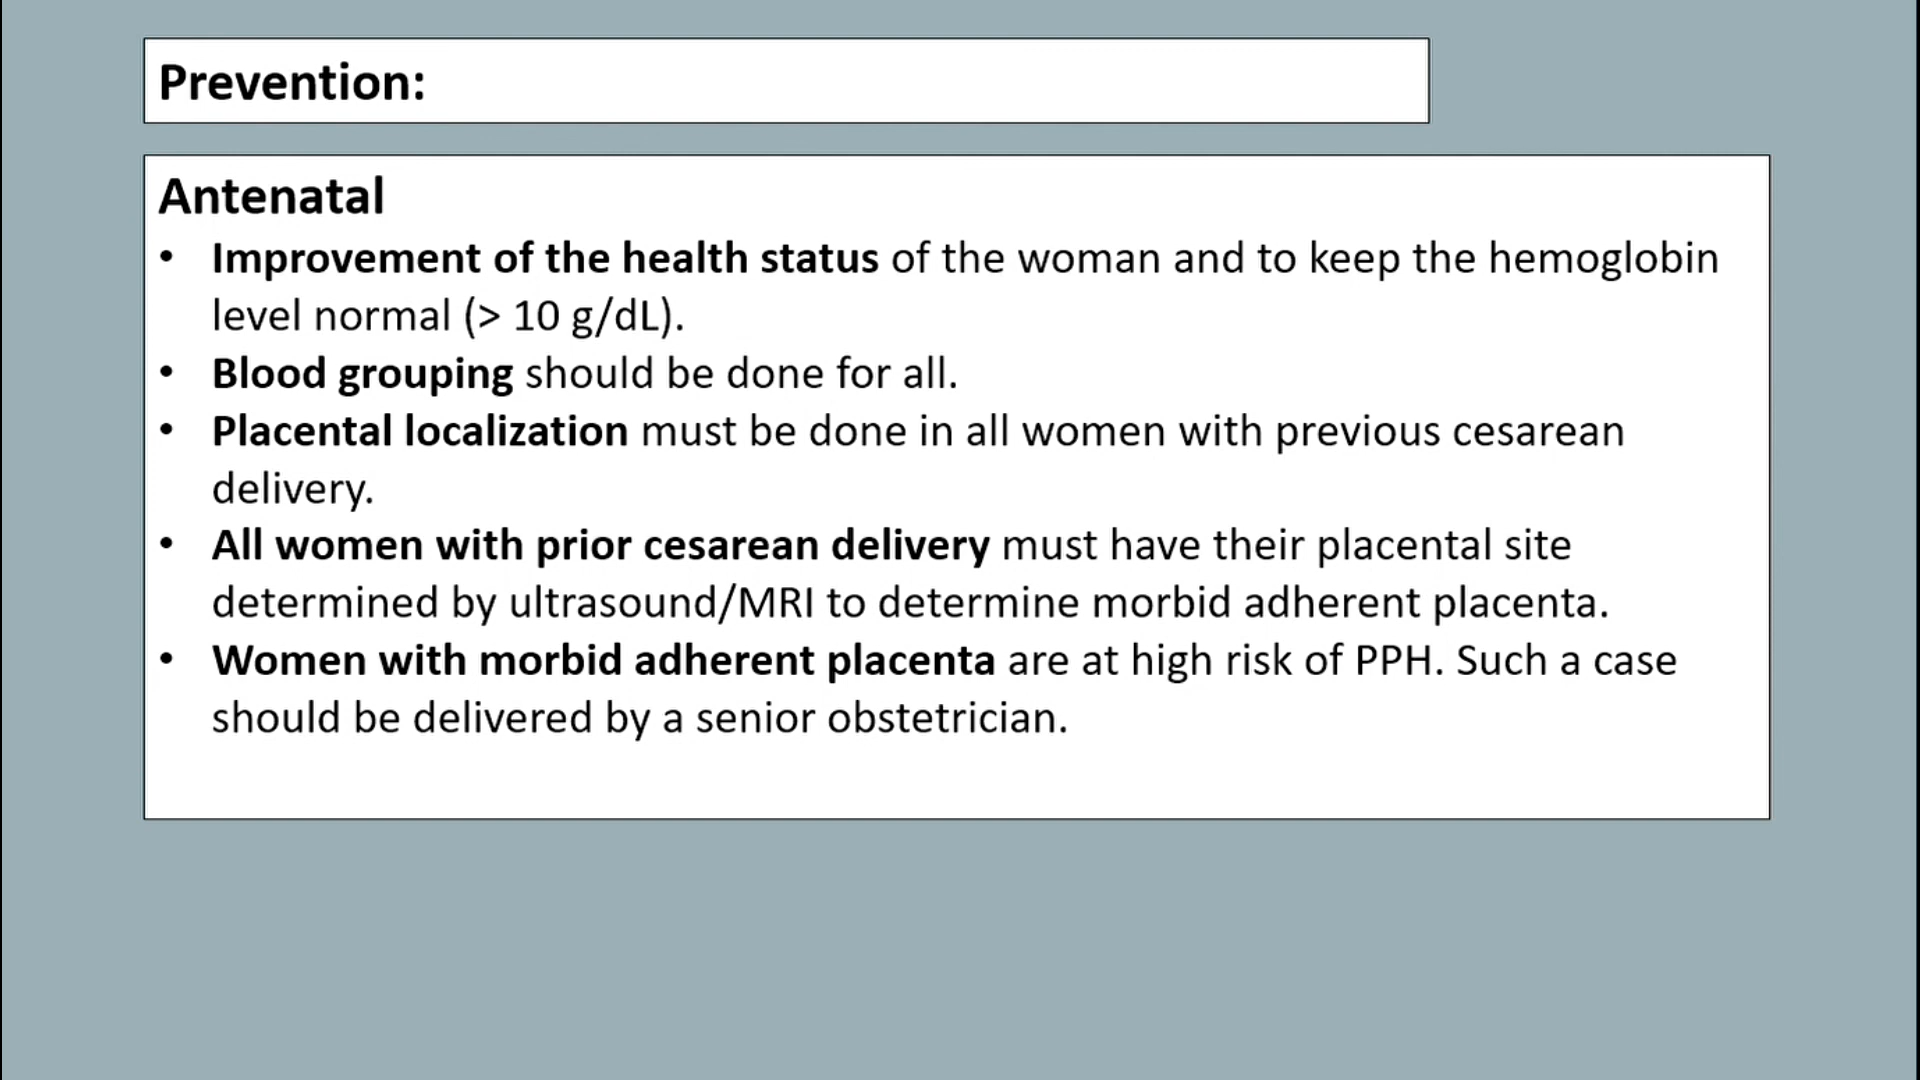 Prevention:
Antenatal
• Improvement of the health status of the woman and to keep the hemoglobin
level normal (> 10 g/dL).
• Blood grouping should be done for all.
• Placental localization must be done in all women with previous cesarean
delivery.
• All women with prior cesarean delivery must have their placental site
determined by ultrasound/MRI to determine morbid adherent placenta.
• Women with morbid adherent placenta are at high risk of PPH. Such a case
should be delivered by a senior obstetrician.